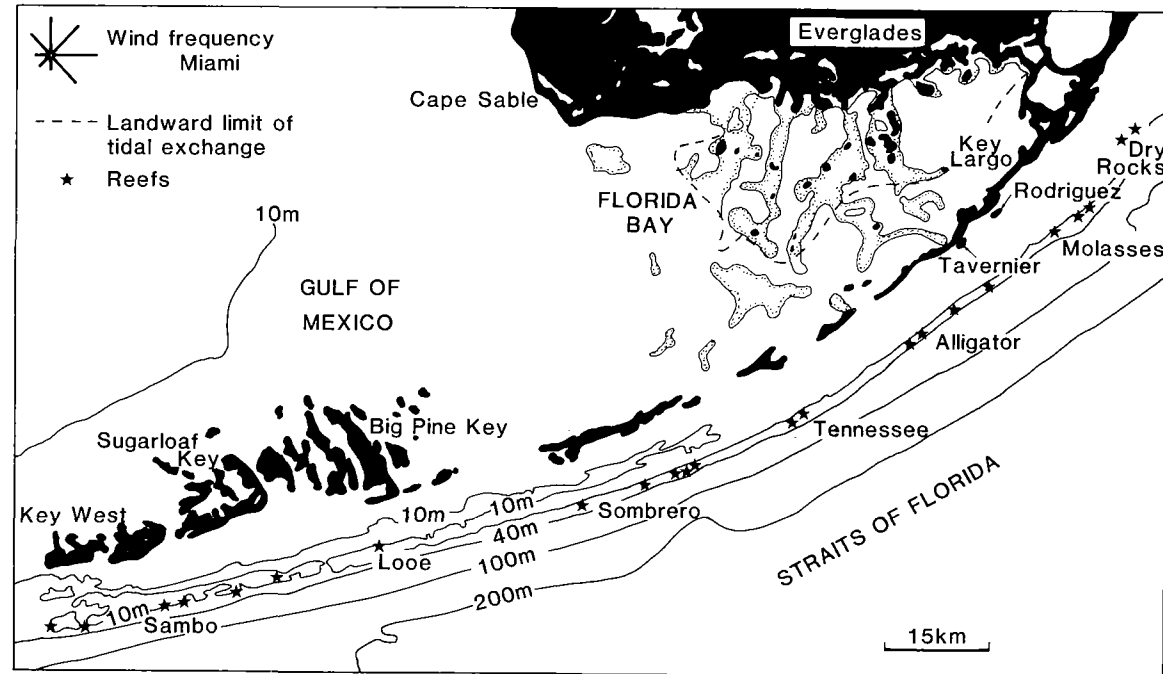 Wind frequency
Miami
Landward limit of
tidal exchange
Reefs
Everglades
Cape Sable
Key
Largo
Dry
Rocks
Rodriguez
FLORIDA
BAY
Molasses
10m
Tavernier
GULF OF
MEXICO
Alligator
Big Pine Key
Sugarloaf
Key
Tennessee
Key West
10m
10m
Sombrero
40m
STRAITS OF FLORIDA
Looe
100m
200m
10m
Sambo
15km